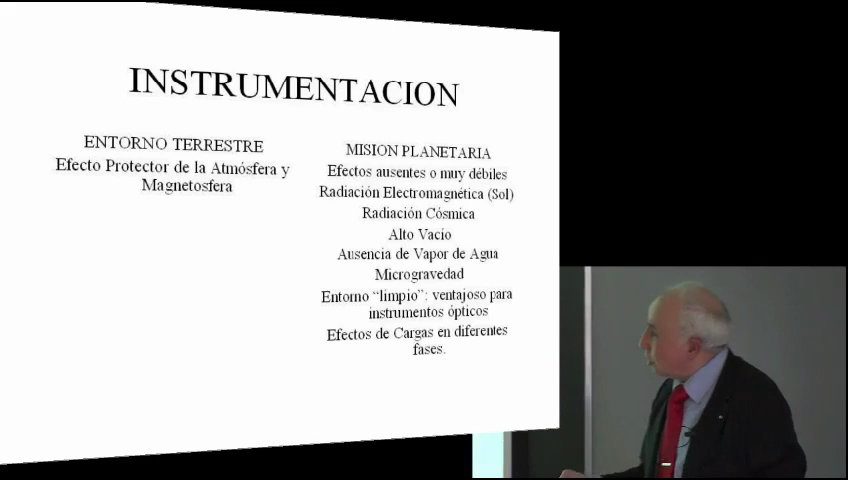 INSTRUMENTACION
ENTORNO TERRESTRE
Efecto Protector de la Atmósfera y
Magnetosfera
MISION PLANETARIA
Efectos ausentes o muy débiles
Radiación Electromagnética (Sol)
Radiación Cósmica
Alto Vacío
Ausencia de Vapor de Agua
Microgravedad
Entorno “limpio”: ventajoso para
instrumentos ópticos
Efectos de Cargas en diferentes
fases.